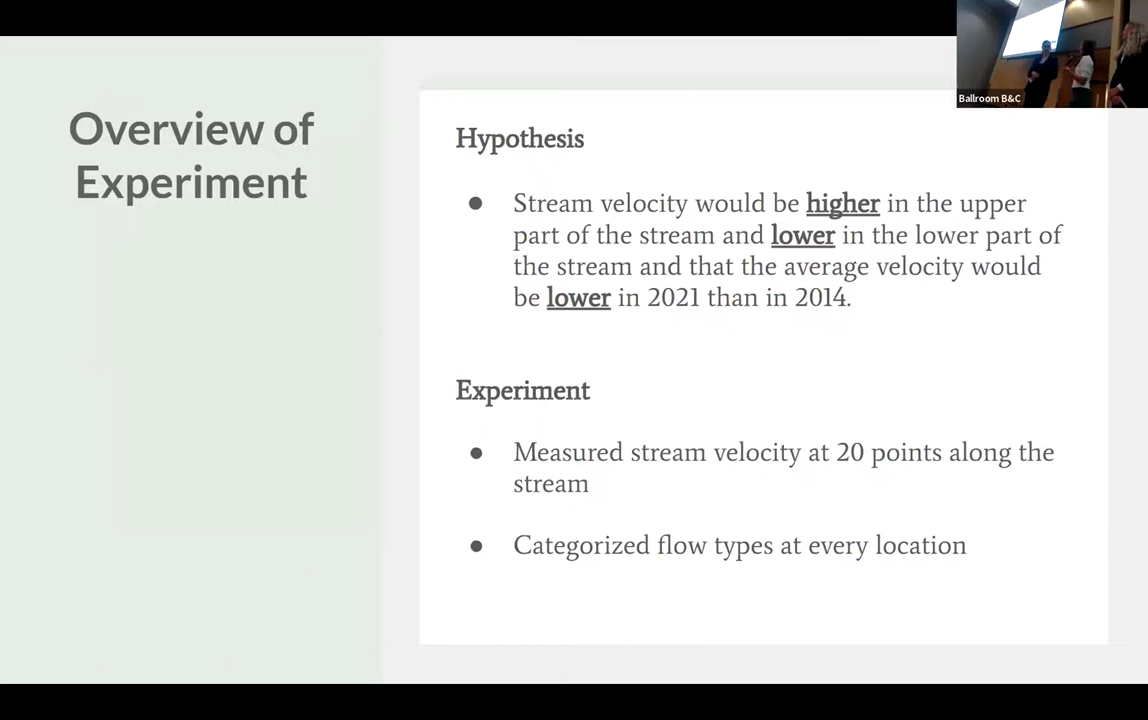 Overview of
Experiment
Ballroom B&C
Hypothesis
● Stream velocity would be higher in the upper
part of the stream and lower in the lower part of
the stream and that the average velocity would
be lower in 2021 than in 2014.
Experiment
● Measured stream velocity at 20 points along the
stream
● Categorized flow types at every location